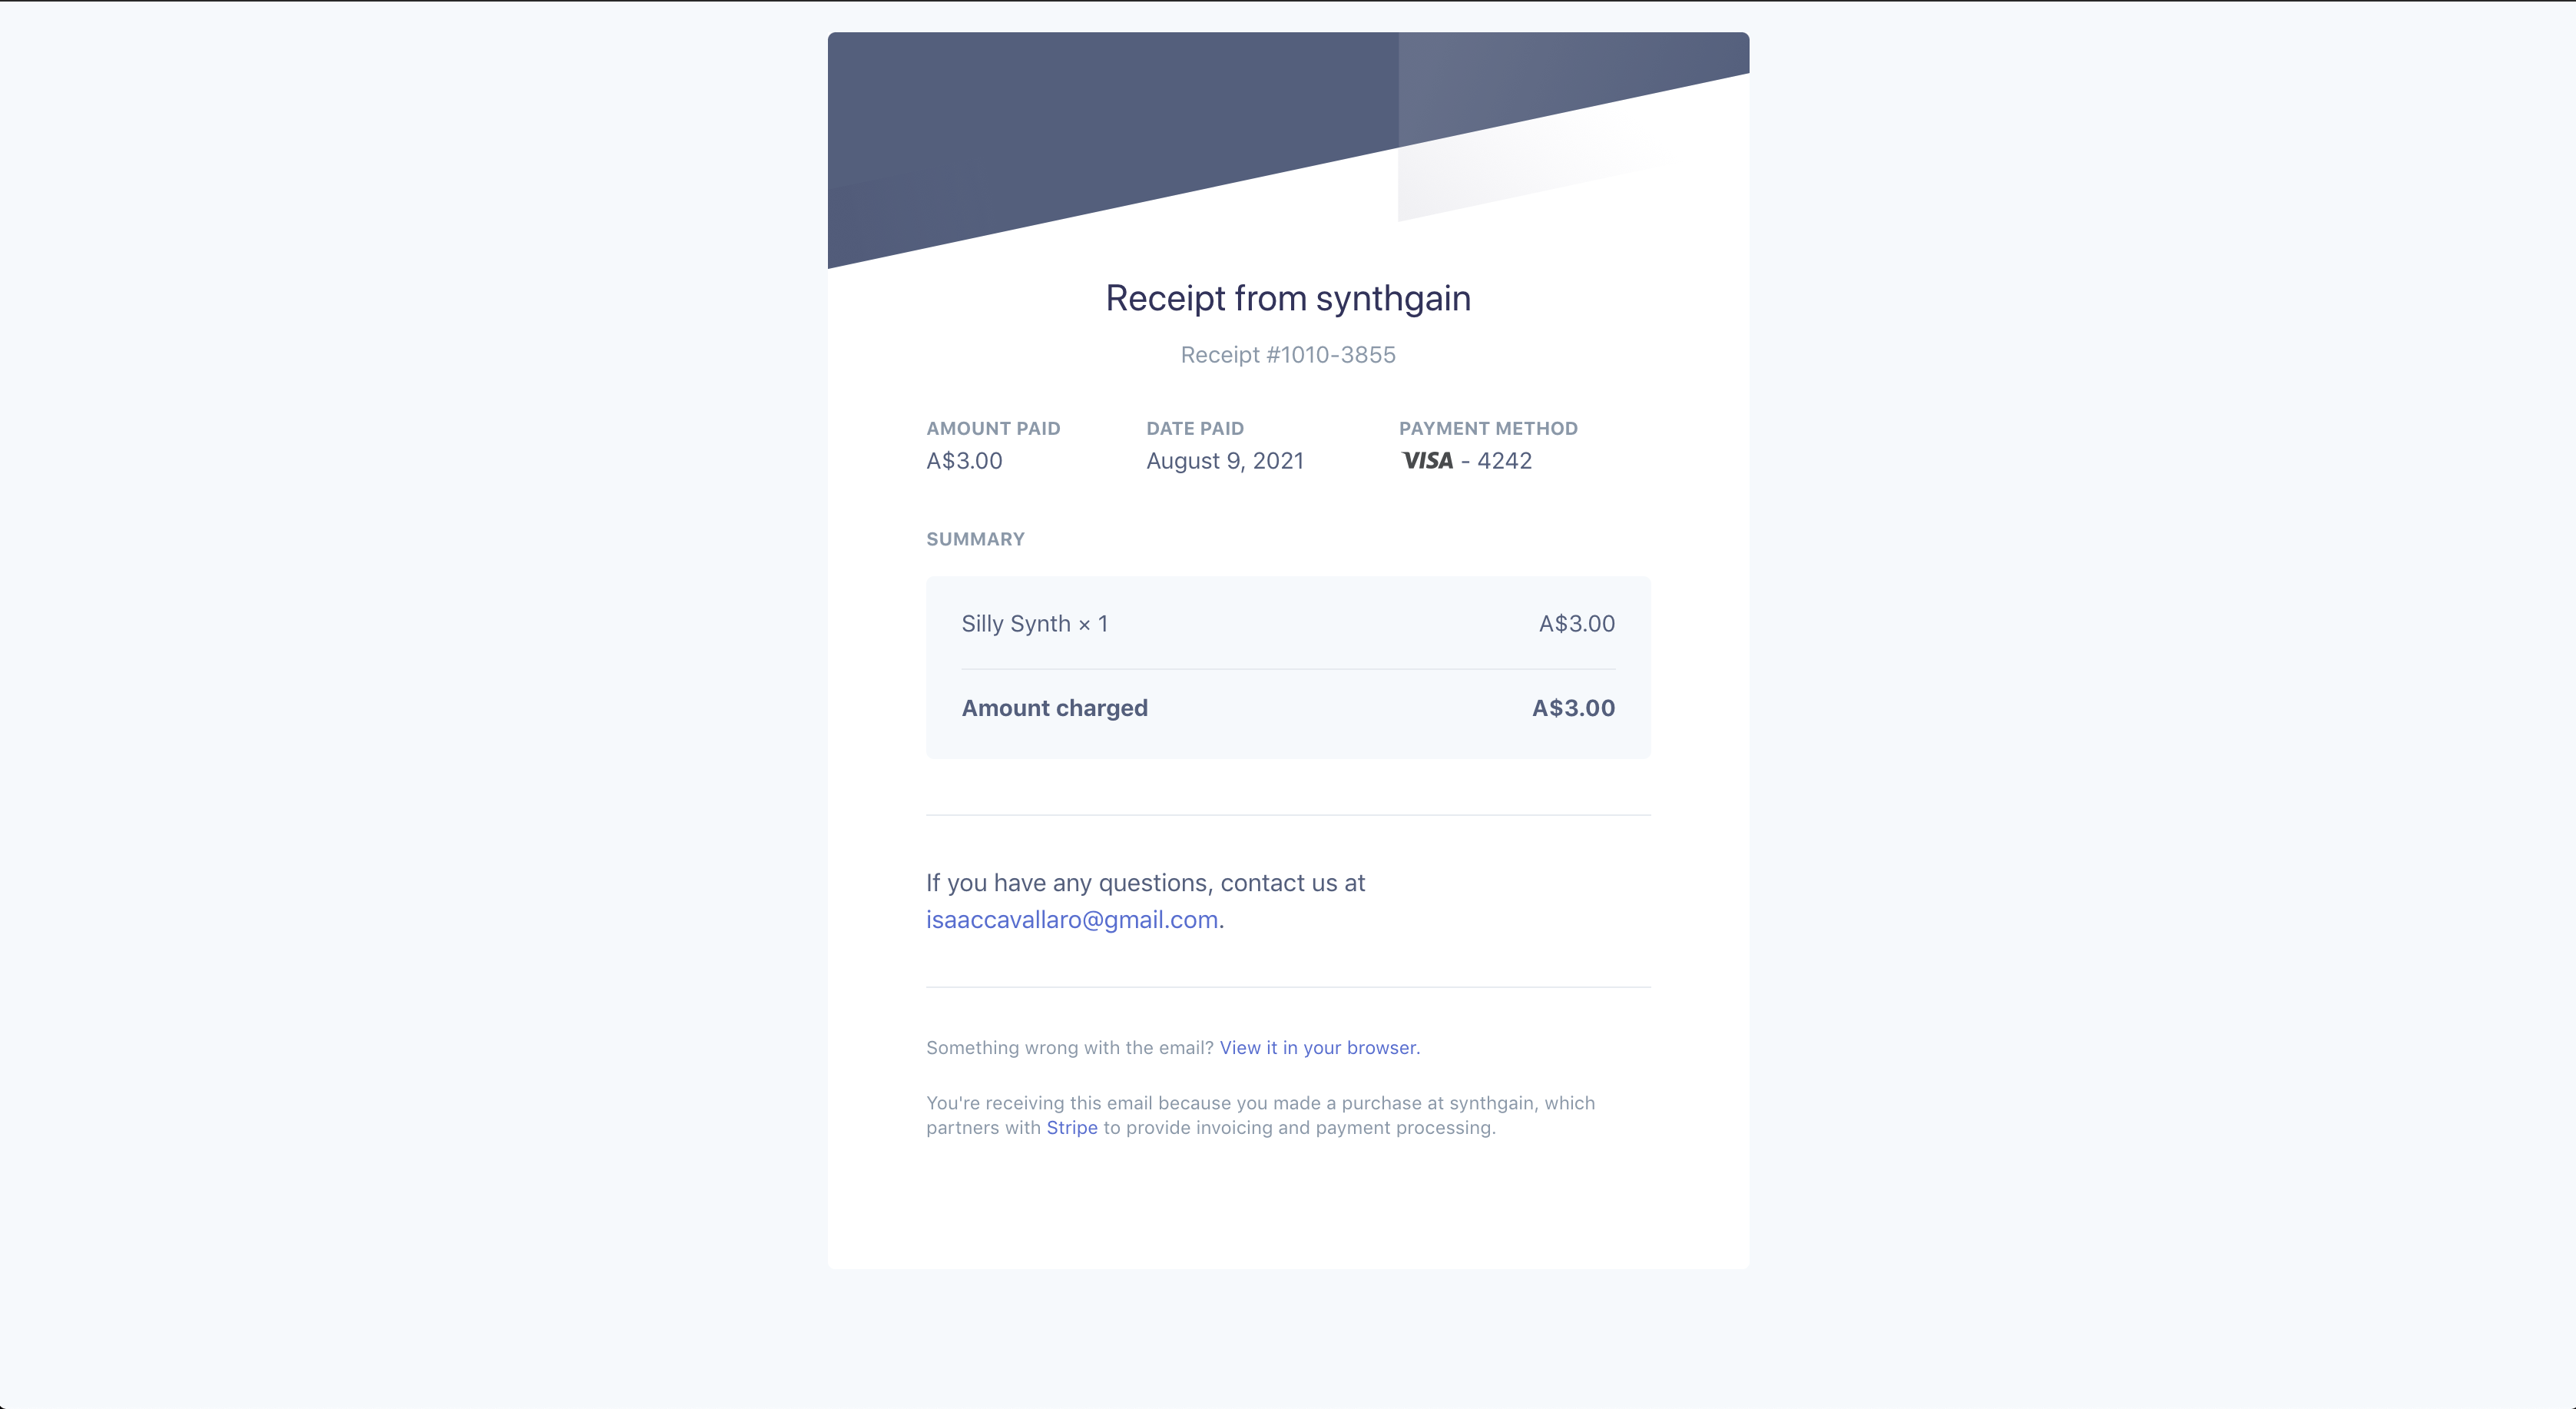 Receipt from synthgain
Receipt #1010-3855
AMOUNT PAID DATE PAID PAYMENT METHOD
A$3.00 August 9, 2021 VISA - 4242
SUMMARY
Silly Synth × 1 A$3.00
Amount charged A$3.00
If you have any questions, contact us at
isaaccavallaro@gmail.com.
Something wrong with the email? View it in your browser.
You're receiving this email because you made a purchase at synthgain, which
partners with Stripe to provide invoicing and payment processing.